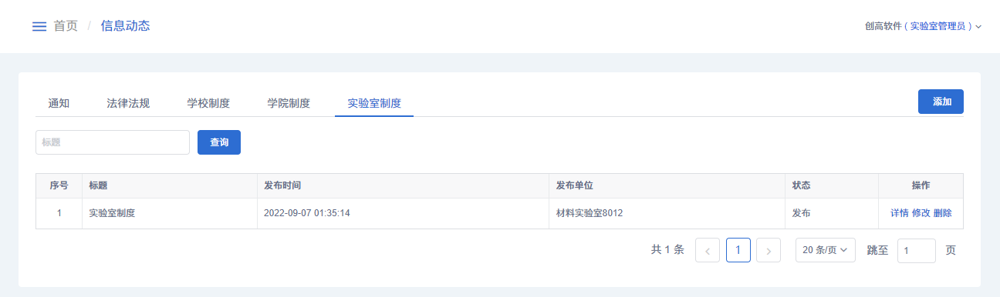 首页 / 信息动态
创高软件 ( 实验室管理员 )
通知 法律法规 学校制度 学院制度 实验室制度 添加
标题 查询
序号 标题 发布时间 发布单位 状态 操作
1 实验室制度 2022-09-07 01:35:14 材料实验室8012 发布 详情 修改 删除
共 1 条 1 20 条/页 跳至 1 页